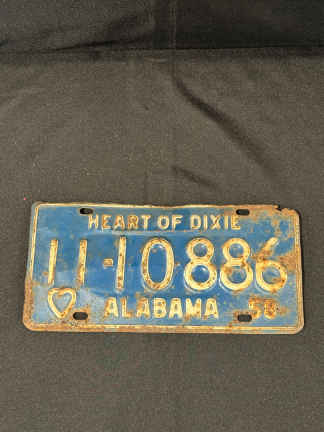 HEART OF DIXIE
11-10886
ALABAMA 58